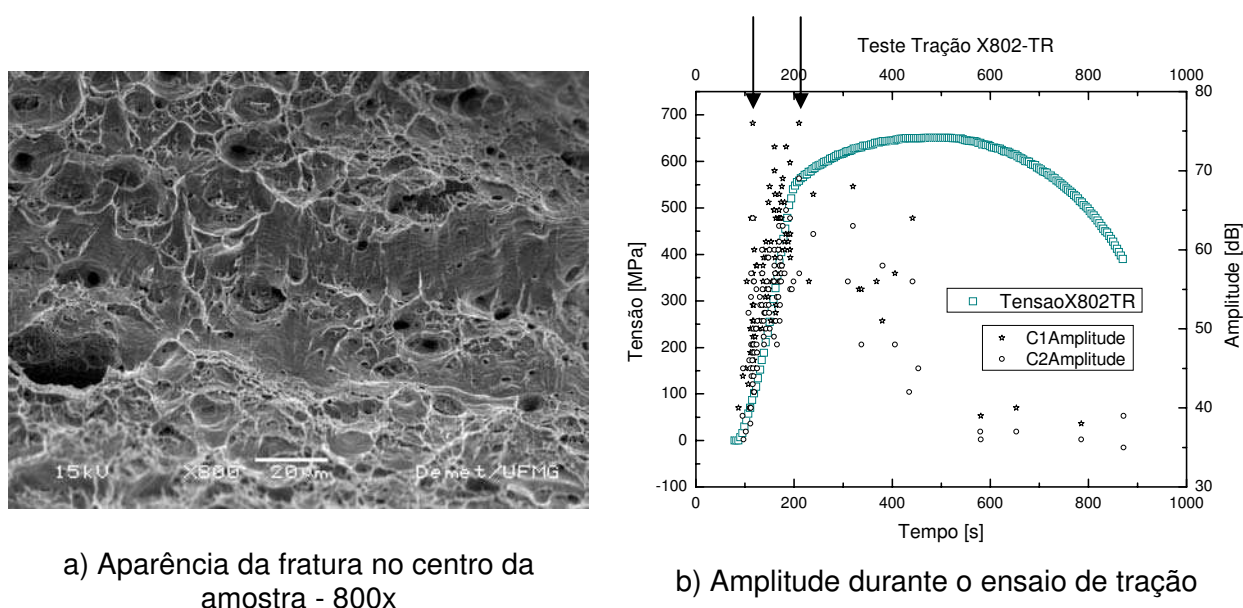 15kV X800 20µm Demet/UFMG
a) Aparência da fratura no centro da
amostra - 800x
Teste Tração X802-TR
0 200 400 600 800 1000
Tensão [MPa]
700
600
500
400
300
200
100
0
-100
80
70
60
50
40
30
Amplitude [dB]
TensaoX802TR
C1Amplitude
C2Amplitude
0 200 400 600 800 1000
Tempo [s]
b) Amplitude durante o ensaio de tração